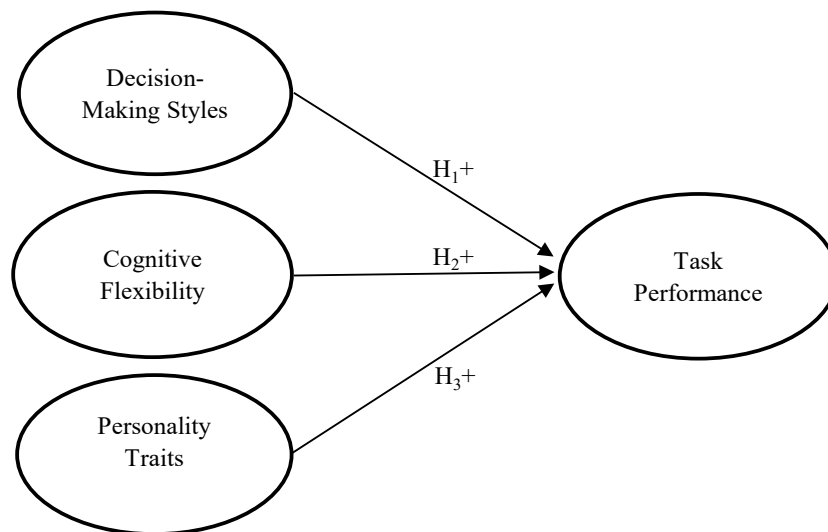 Decision-
Making Styles
H₁+
Cognitive
Flexibility
H₂+
Task
Performance
H₃+
Personality
Traits